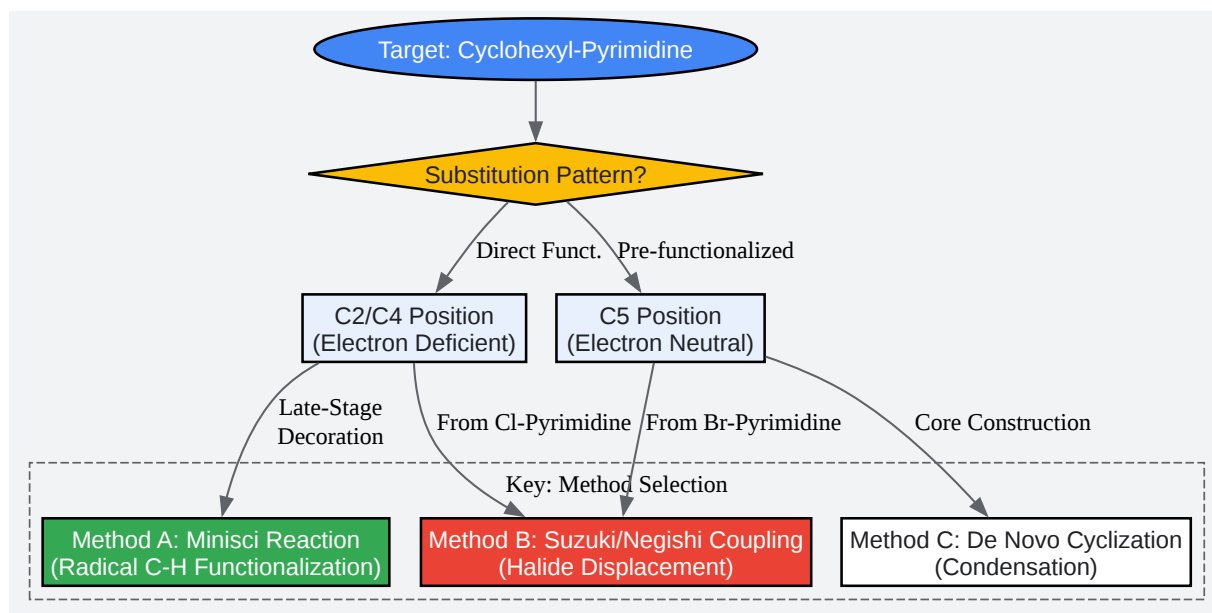 Target: Cyclohexyl-Pyrimidine
Substitution Pattern?
Direct Funct.
Pre-functionalized
C2/C4 Position
(Electron Deficient)
C5 Position
(Electron Neutral)
Late-Stage
Decoration
From Cl-Pyrimidine
From Br-Pyrimidine
Core Construction
Key: Method Selection
Method A: Minisci Reaction
(Radical C-H Functionalization)
Method B: Suzuki/Negishi Coupling
(Halide Displacement)
Method C: De Novo Cyclization
(Condensation)